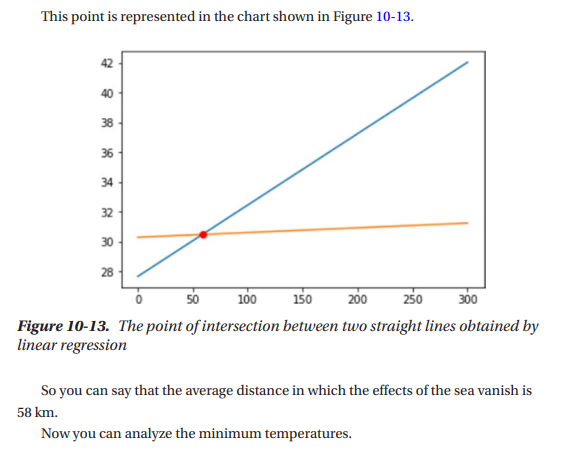 This point is represented in the chart shown in Figure 10-13.
42
40
38
36
34
32
30
28
0 50 100 150 200 250 300
Figure 10-13. The point of intersection between two straight lines obtained by
linear regression
So you can say that the average distance in which the effects of the sea vanish is
58 km.
Now you can analyze the minimum temperatures.